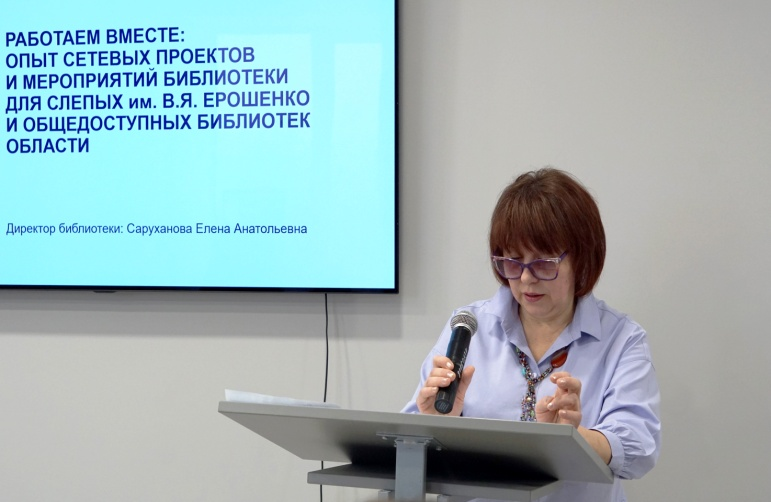 РАБОТАЕМ ВМЕСТЕ:
ОПЫТ СЕТЕВЫХ ПРОЕКТОВ
И МЕРОПРИЯТИЙ БИБЛИОТЕКИ
ДЛЯ СЛЕПЫХ им. В.Я. ЕРОШЕНКО
И ОБЩЕДОСТУПНЫХ БИБЛИОТЕК
ОБЛАСТИ
Директор библиотеки: Саруханова Елена Анатольевна